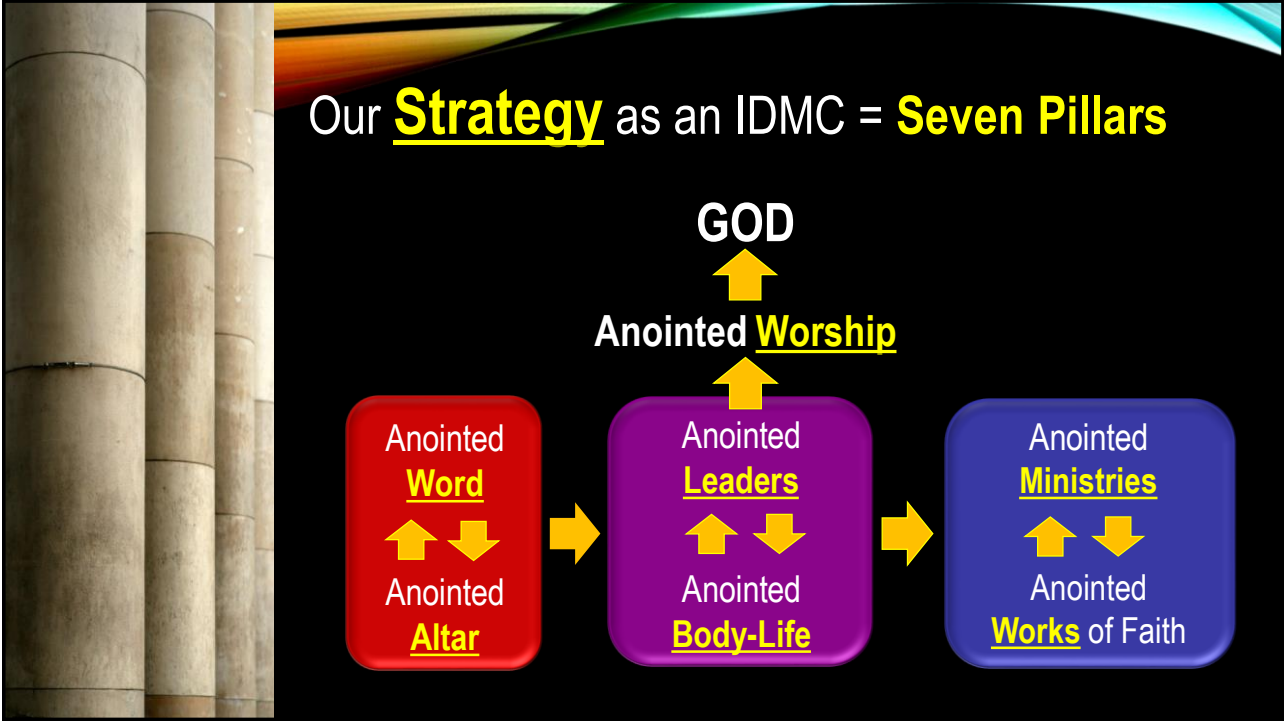 Our Strategy as an IDMC = Seven Pillars
GOD
Anointed Worship
Anointed
Word
Anointed
Altar
Anointed
Leaders
Anointed
Body-Life
Anointed
Ministries
Anointed
Works of Faith